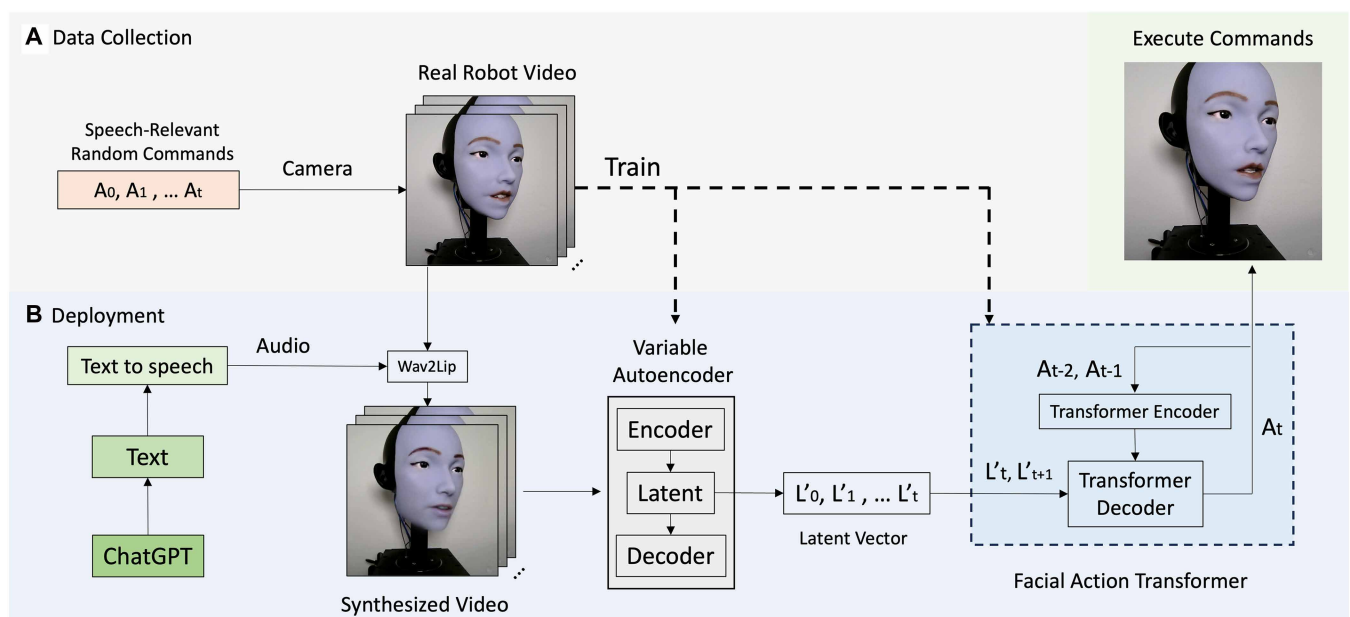 A Data Collection
Execute Commands
Real Robot Video
Speech-Relevant
Random Commands
A0, A1 , ... At
Camera
Train
...
B Deployment
Text to speech
Audio
Wav2Lip
Text
ChatGPT
...
Synthesized Video
Variable
Autoencoder
Encoder
Latent
Decoder
L’0, L’1 , ... L’t
Latent Vector
At-2, At-1
Transformer Encoder
At
L’t, L’t+1
Transformer
Decoder
Facial Action Transformer